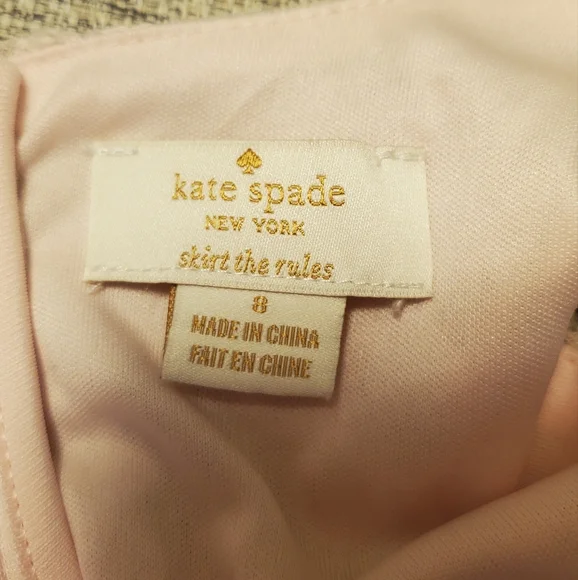 kate spade
NEW YORK
skirt the rules
8
MADE IN CHINA
FAIT EN CHINE